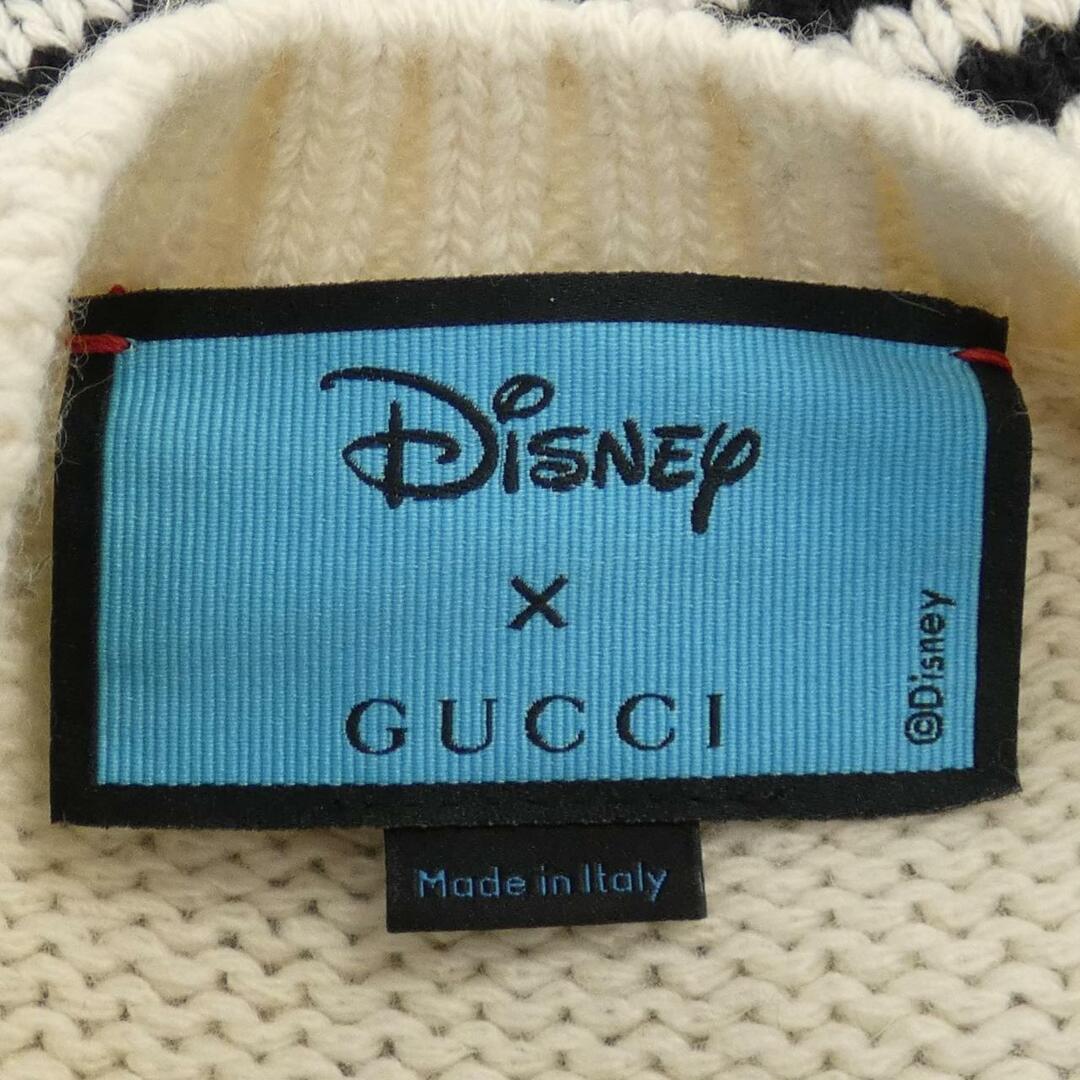 Disney
×
GUCCI
©Disney
Made in Italy